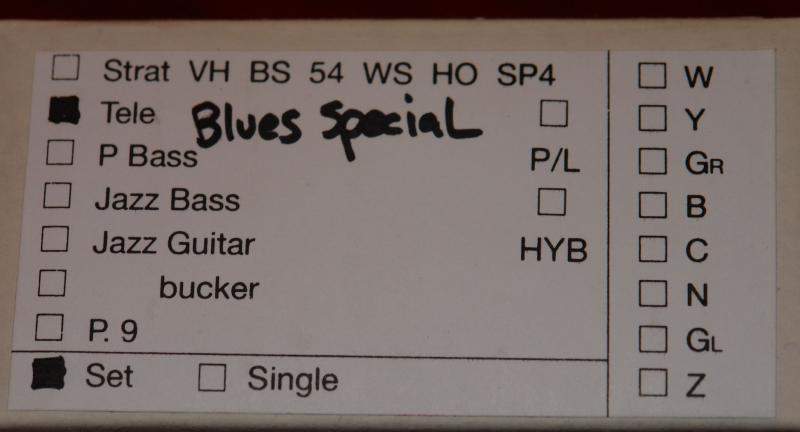 Strat VH BS 54 WS HO SP4
Tele Blues Special
P Bass P/L
Jazz Bass
Jazz Guitar HYB
bucker
P. 9
Set Single
W
Y
GR
B
C
N
GL
Z